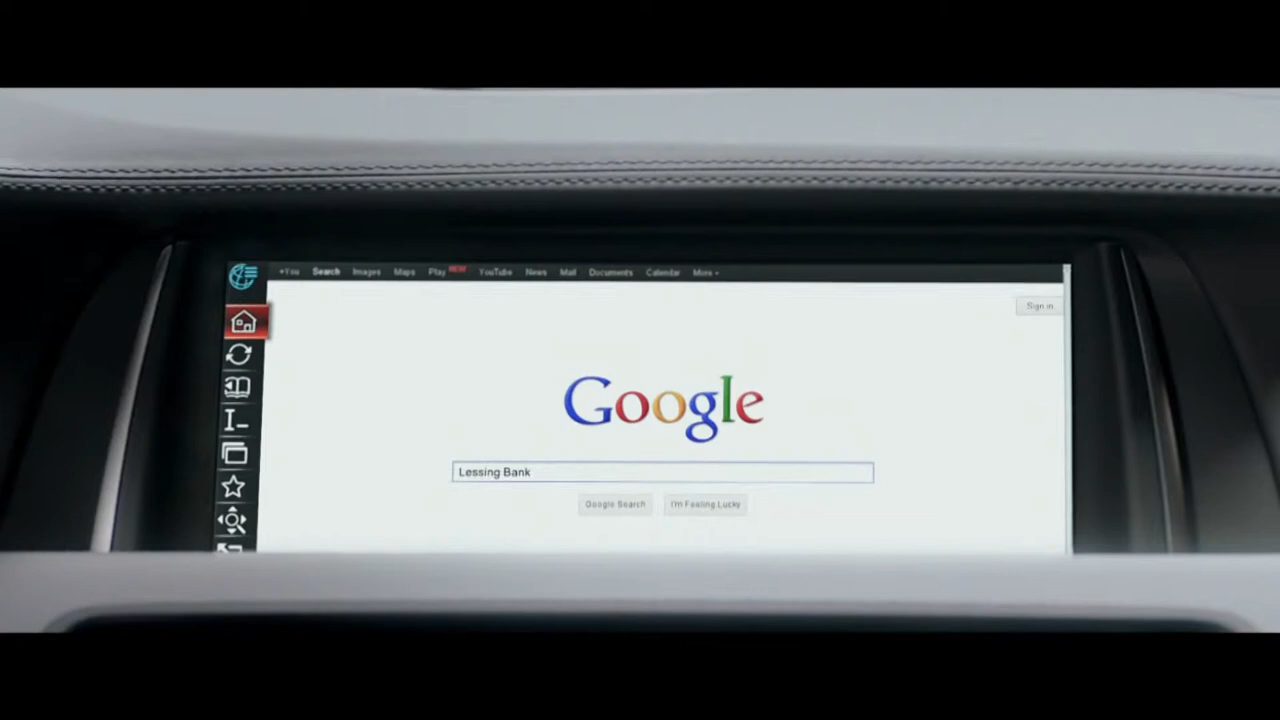 +You Search Images Maps Play NEW YouTube News Mail Documents Calendar More
Sign in
Google
Lessing Bank
Google Search I'm Feeling Lucky